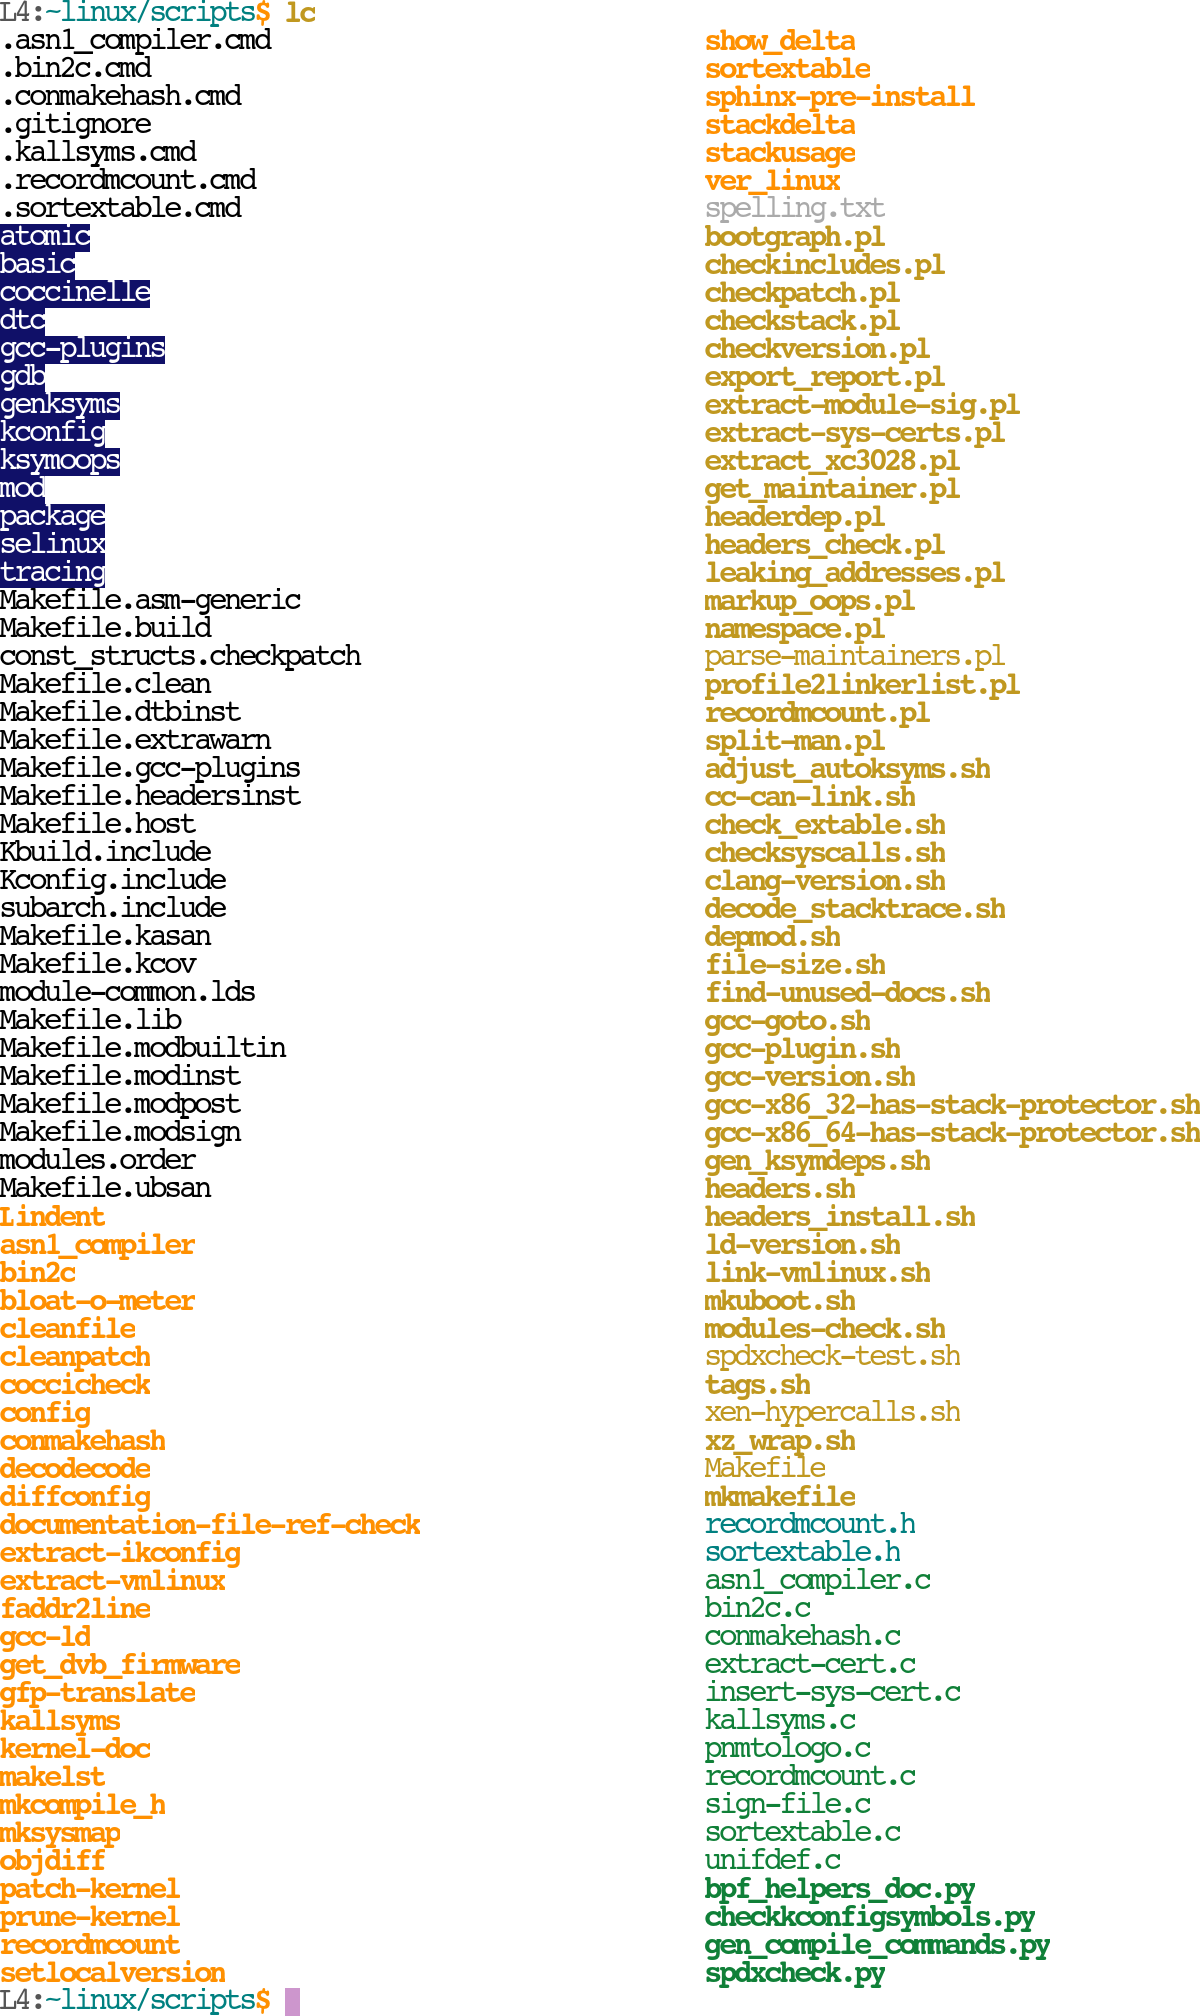 L4:~linux/scripts$ lc
.asn1_compiler.cmd
.bin2c.cmd
.conmakehash.cmd
.gitignore
.kallsyms.cmd
.recordmcount.cmd
.sortextable.cmd
atomic
basic
coccinelle
dtc
gcc-plugins
gdb
genksyms
kconfig
ksymoops
mod
package
selinux
tracing
Makefile.asm-generic
Makefile.build
const_structs.checkpatch
Makefile.clean
Makefile.dtbinst
Makefile.extrawarn
Makefile.gcc-plugins
Makefile.headersinst
Makefile.host
Kbuild.include
Kconfig.include
subarch.include
Makefile.kasan
Makefile.kcov
module-common.lds
Makefile.lib
Makefile.modbuiltin
Makefile.modinst
Makefile.modpost
Makefile.modsign
modules.order
Makefile.ubsan
Lindent
asn1_compiler
bin2c
bloat-o-meter
cleanfile
cleanpatch
coccicheck
config
conmakehash
decodecode
diffconfig
documentation-file-ref-check
extract-ikconfig
extract-vmlinux
faddr2line
gcc-ld
get_dvb_firmware
gfp-translate
kallsyms
kernel-doc
makelst
mkcompile_h
mksysmap
objdiff
patch-kernel
prune-kernel
recordmcount
setlocalversion
show_delta
sortextable
sphinx-pre-install
stackdelta
stackusage
ver_linux
spelling.txt
bootgraph.pl
checkincludes.pl
checkpatch.pl
checkstack.pl
checkversion.pl
export_report.pl
extract-module-sig.pl
extract-sys-certs.pl
extract_xc3028.pl
get_maintainer.pl
headerdep.pl
headers_check.pl
leaking_addresses.pl
markup_oops.pl
namespace.pl
parse-maintainers.pl
profile2linkerlist.pl
recordmcount.pl
split-man.pl
adjust_autoksyms.sh
cc-can-link.sh
check_extable.sh
checksyscalls.sh
clang-version.sh
decode_stacktrace.sh
depmod.sh
file-size.sh
find-unused-docs.sh
gcc-goto.sh
gcc-plugin.sh
gcc-version.sh
gcc-x86_32-has-stack-protector.sh
gcc-x86_64-has-stack-protector.sh
gen_ksymdeps.sh
headers.sh
headers_install.sh
ld-version.sh
link-vmlinux.sh
mkuboot.sh
modules-check.sh
spdxcheck-test.sh
tags.sh
xen-hypercalls.sh
xz_wrap.sh
Makefile
mkmakefile
recordmcount.h
sortextable.h
asn1_compiler.c
bin2c.c
conmakehash.c
extract-cert.c
insert-sys-cert.c
kallsyms.c
pnmtologo.c
recordmcount.c
sign-file.c
sortextable.c
unifdef.c
bpf_helpers_doc.py
checkkconfigsymbols.py
gen_compile_commands.py
spdxcheck.py
L4:~linux/scripts$